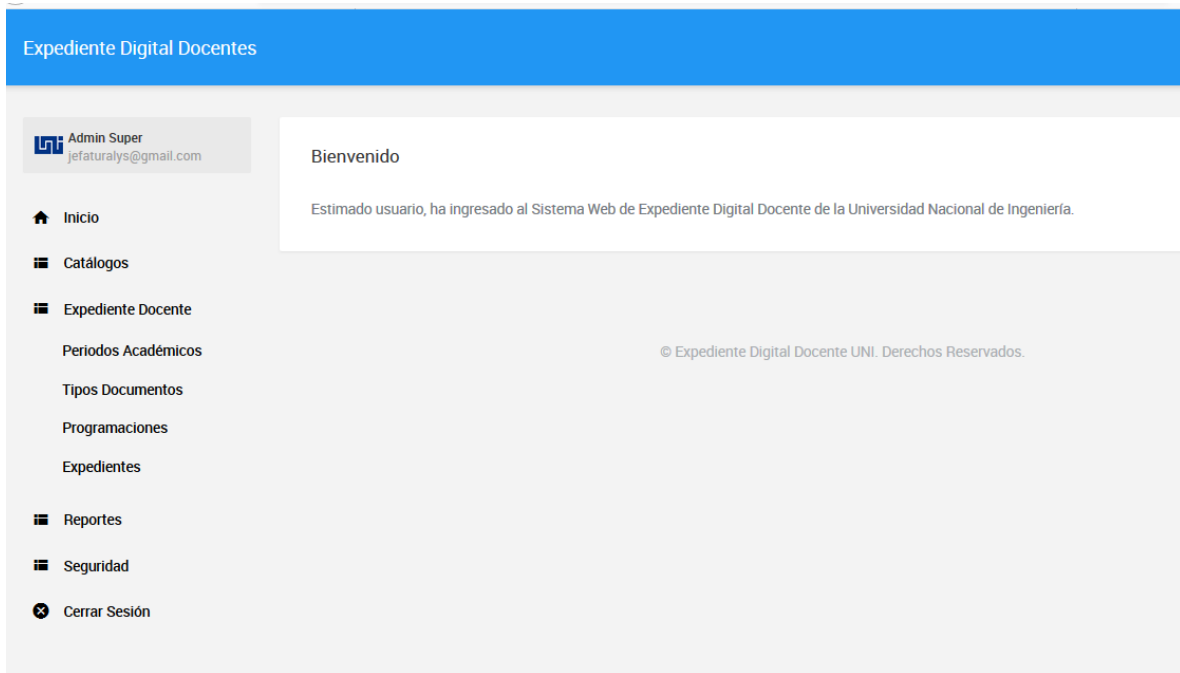 Expediente Digital Docentes
uni
Admin Super
jefaturalys@gmail.com
Inicio
Catálogos
Expediente Docente
Periodos Académicos
Tipos Documentos
Programaciones
Expedientes
Reportes
Seguridad
Cerrar Sesión
Bienvenido
Estimado usuario, ha ingresado al Sistema Web de Expediente Digital Docente de la Universidad Nacional de Ingeniería.
© Expediente Digital Docente UNI. Derechos Reservados.